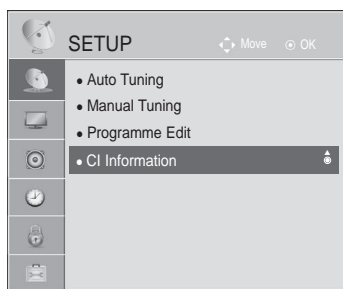 SETUP
Move
OK
• Auto Tuning
• Manual Tuning
• Programme Edit
• CI Information